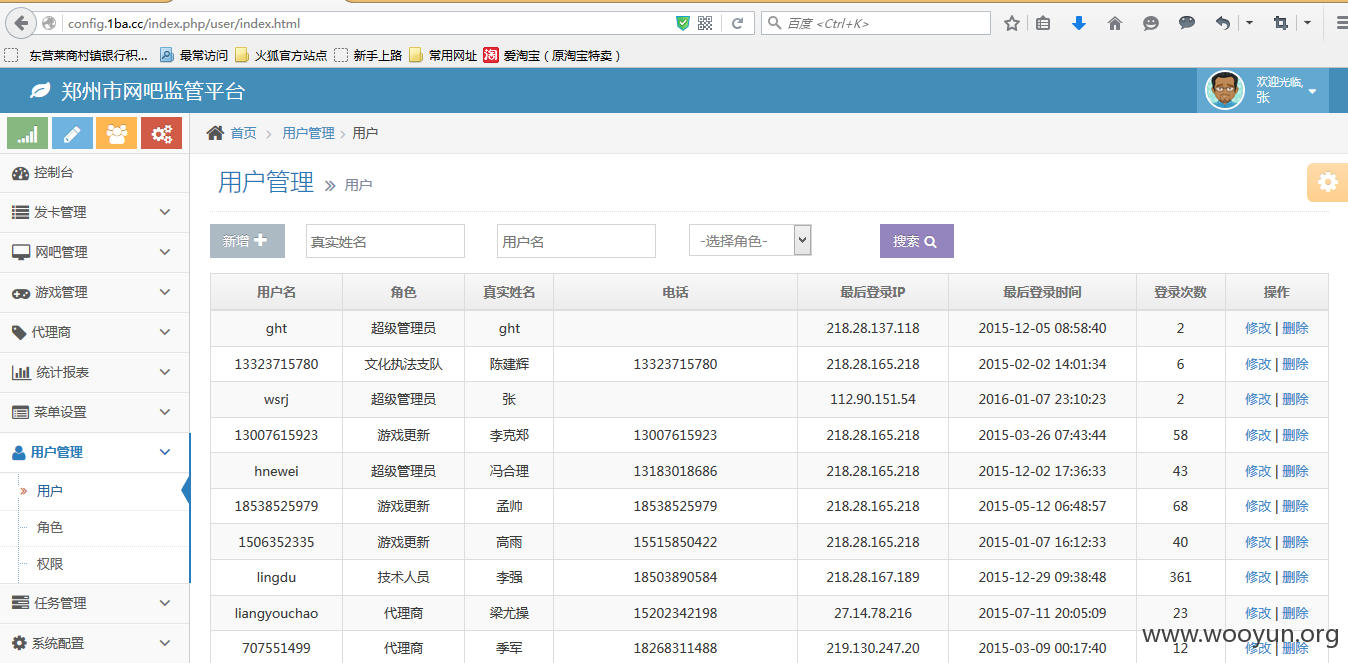 config.1ba.cc/index.php/user/index.html
百度 <Ctrl+K>
东营莱商村镇银行积... 最常访问 火狐官方站点 新手上路 常用网址 淘 爱淘宝（原淘宝特卖）
郑州市网吧监管平台
欢迎光临,
张
首页 > 用户管理 > 用户
控制台
发卡管理
网吧管理
游戏管理
代理商
统计报表
菜单设置
用户管理
» 用户
角色
权限
任务管理
系统配置
用户管理 » 用户
新增 真实姓名 用户名 -选择角色- 搜索
用户名 角色 真实姓名 电话 最后登录IP 最后登录时间 登录次数 操作
ght 超级管理员 ght 218.28.137.118 2015-12-05 08:58:40 2 修改 | 删除
13323715780 文化执法支队 陈建辉 13323715780 218.28.165.218 2015-02-02 14:01:34 6 修改 | 删除
wsrj 超级管理员 张 112.90.151.54 2016-01-07 23:10:23 2 修改 | 删除
13007615923 游戏更新 李克郑 13007615923 218.28.165.218 2015-03-26 07:43:44 58 修改 | 删除
hnewei 超级管理员 冯合理 13183018686 218.28.165.218 2015-12-02 17:36:33 43 修改 | 删除
18538525979 游戏更新 孟帅 18538525979 218.28.165.218 2015-05-12 06:48:57 68 修改 | 删除
1506352335 游戏更新 高雨 15515850422 218.28.165.218 2015-01-07 16:12:33 40 修改 | 删除
lingdu 技术人员 李强 18503890584 218.28.167.189 2015-12-29 09:38:48 361 修改 | 删除
liangyouchao 代理商 梁尤操 15202342198 27.14.78.216 2015-07-11 20:05:09 23 修改 | 删除
707551499 代理商 季军 18268311488 219.130.247.20 2015-03-09 00:17:40 12 修改 | 删除
www.wooyun.org